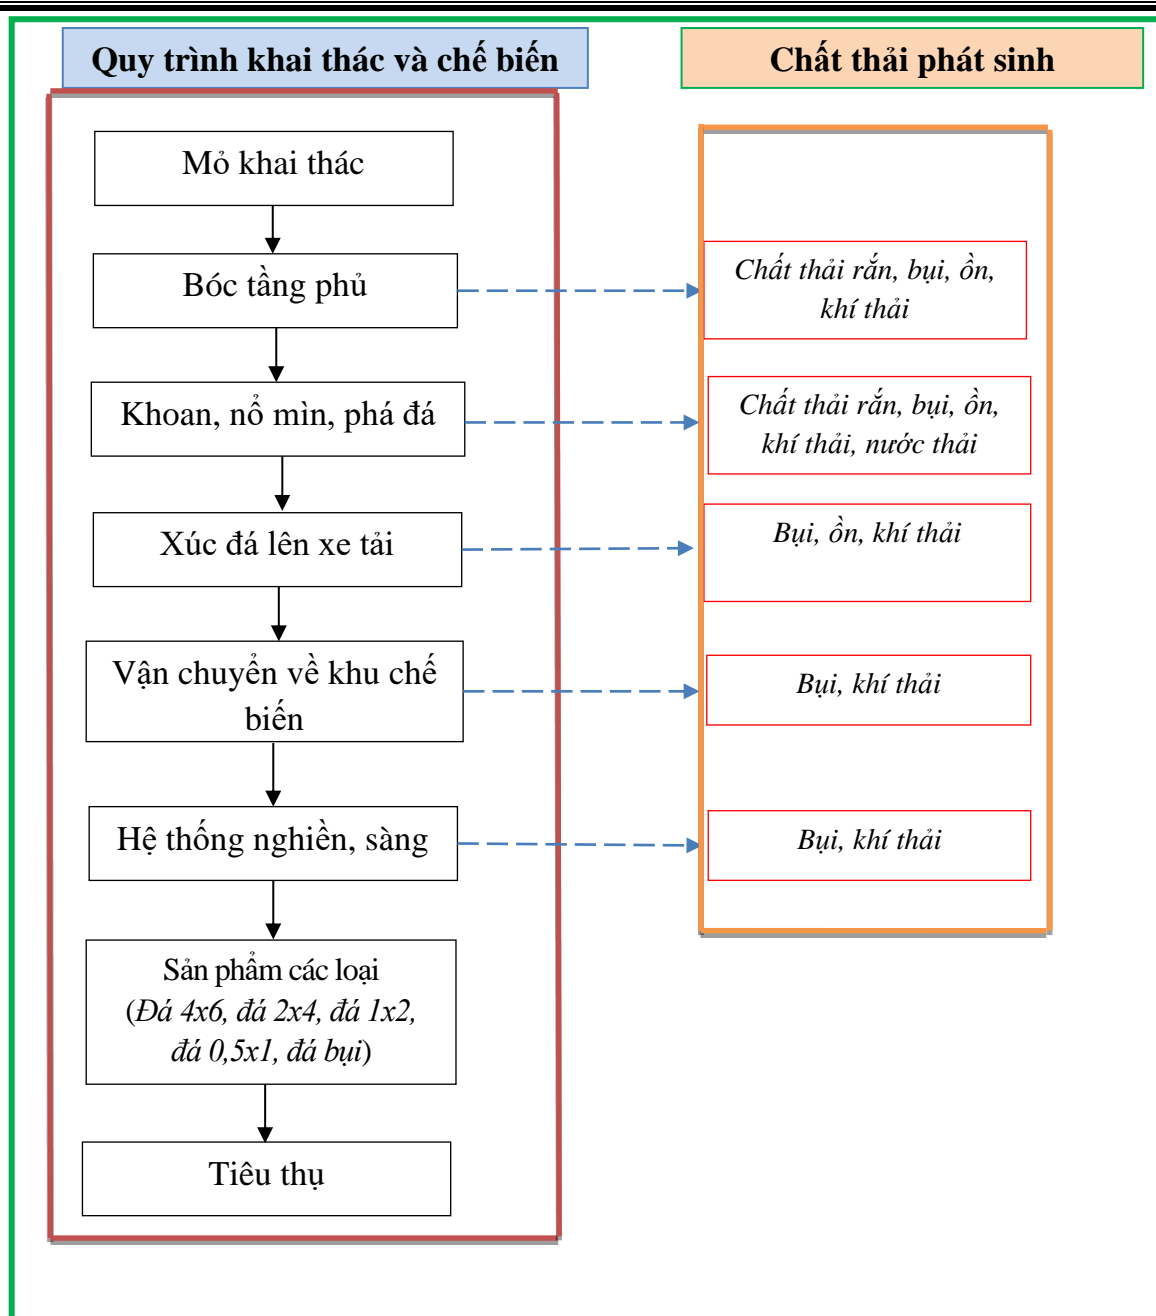 Quy trình khai thác và chế biến
Chất thải phát sinh
Mỏ khai thác
Bóc tầng phủ
Chất thải rắn, bụi, ồn,
khí thải
Khoan, nổ mìn, phá đá
Chất thải rắn, bụi, ồn,
khí thải, nước thải
Xúc đá lên xe tải
Bụi, ồn, khí thải
Vận chuyển về khu chế
biến
Bụi, khí thải
Hệ thống nghiền, sàng
Bụi, khí thải
Sản phẩm các loại
(Đá 4x6, đá 2x4, đá 1x2,
đá 0,5x1, đá bụi)
Tiêu thụ